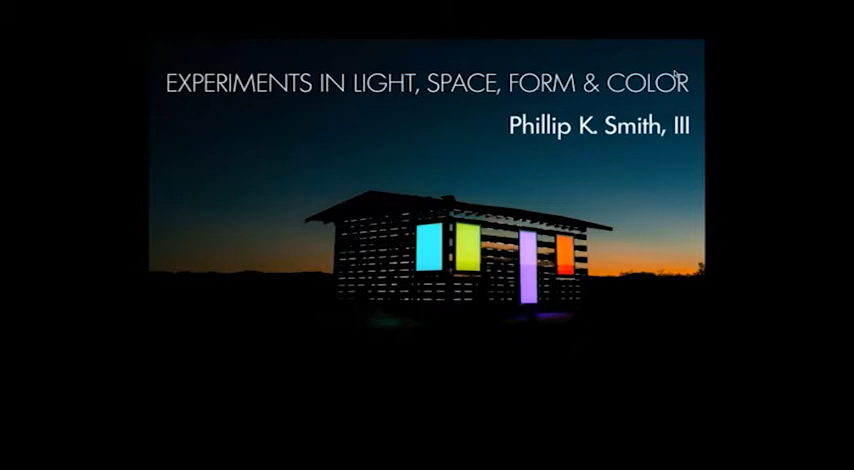 EXPERIMENTS IN LIGHT, SPACE, FORM & COLOR
Phillip K. Smith, III